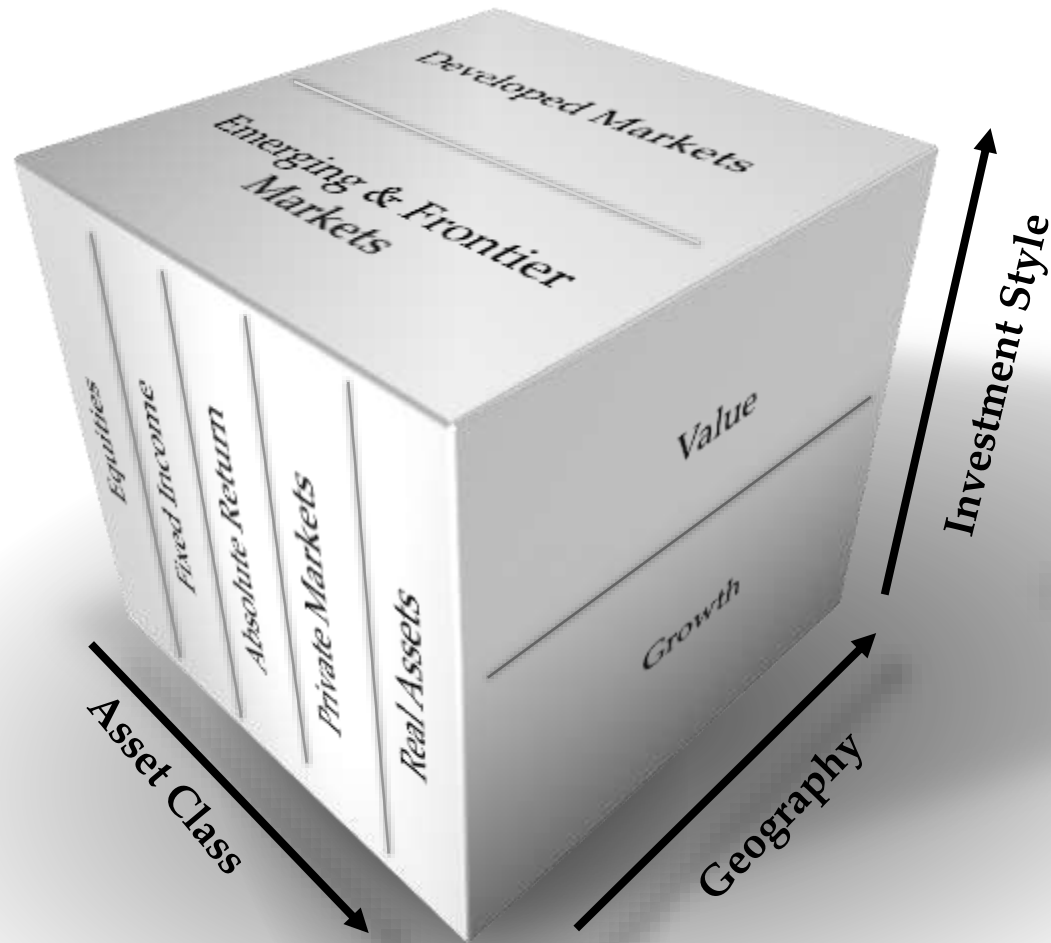 Developed Markets
Emerging & Frontier
Markets
Equities
Fixed Income
Absolute Return
Private Markets
Real Assets
Value
Growth
Asset Class
Geography
Investment Style